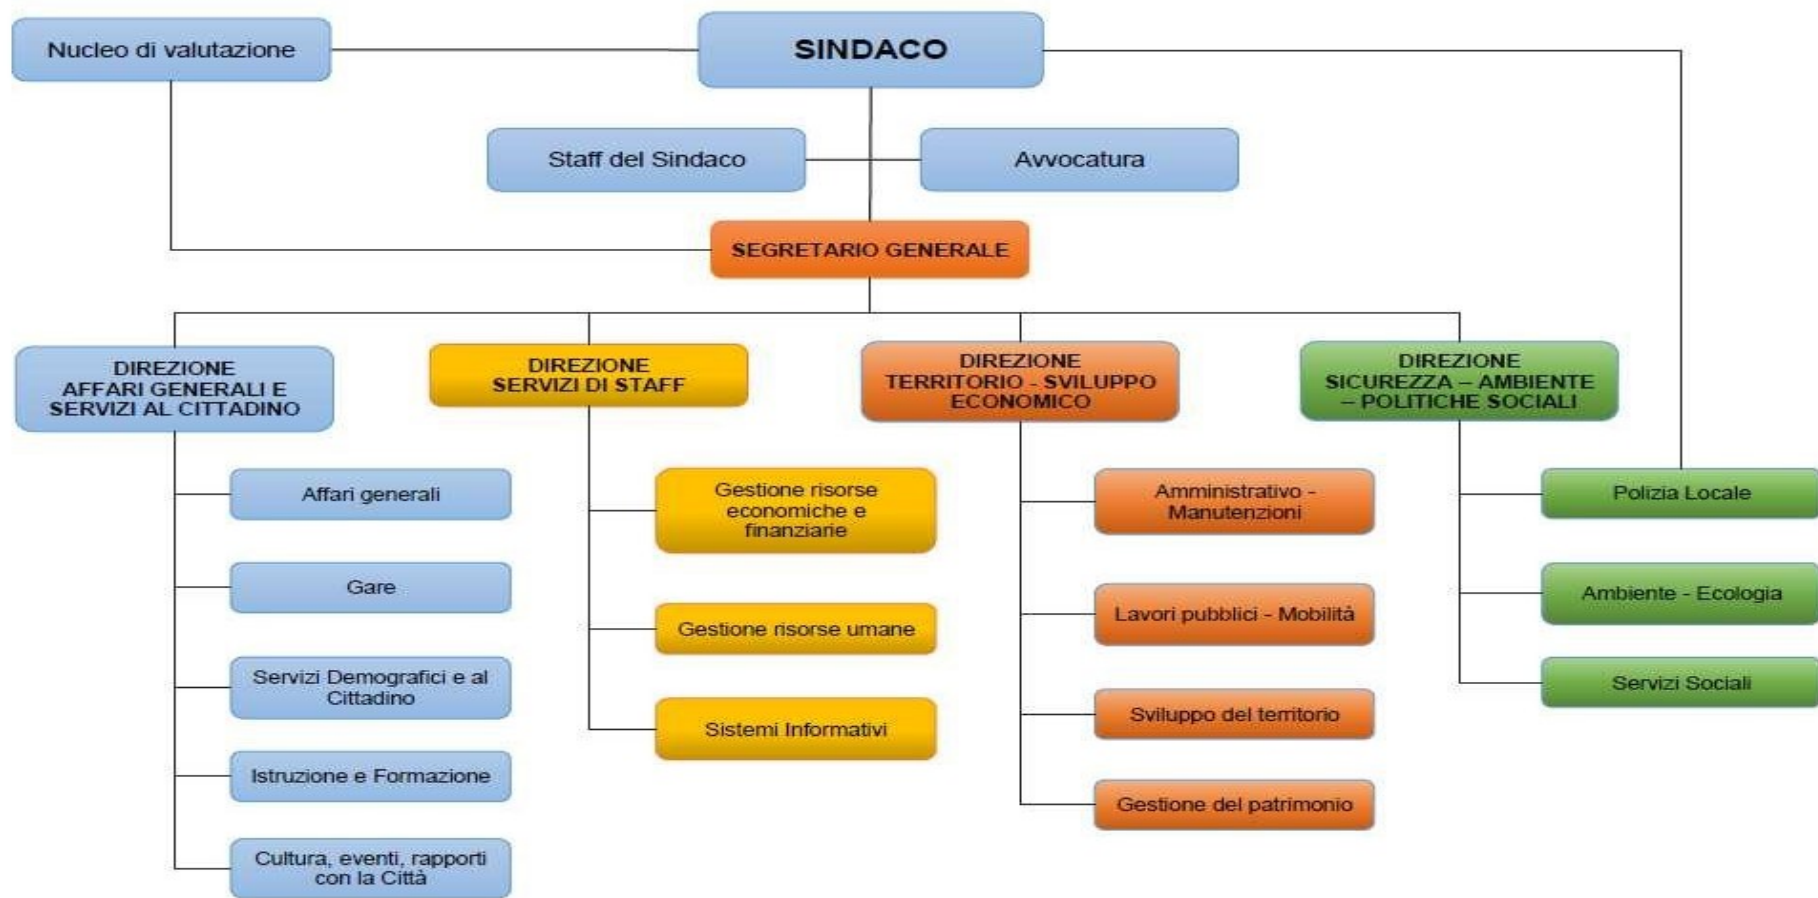 Nucleo di valutazione
SINDACO
Staff del Sindaco
Avvocatura
SEGRETARIO GENERALE
DIREZIONE
AFFARI GENERALI E
SERVIZI AL CITTADINO
DIREZIONE
SERVIZI DI STAFF
DIREZIONE
TERRITORIO - SVILUPPO
ECONOMICO
DIREZIONE
SICUREZZA – AMBIENTE
– POLITICHE SOCIALI
Affari generali
Gare
Servizi Demografici e al
Cittadino
Istruzione e Formazione
Cultura, eventi, rapporti
con la Città
Gestione risorse
economiche e
finanziarie
Gestione risorse umane
Sistemi Informativi
Amministrativo -
Manutenzioni
Lavori pubblici - Mobilità
Sviluppo del territorio
Gestione del patrimonio
Polizia Locale
Ambiente - Ecologia
Servizi Sociali